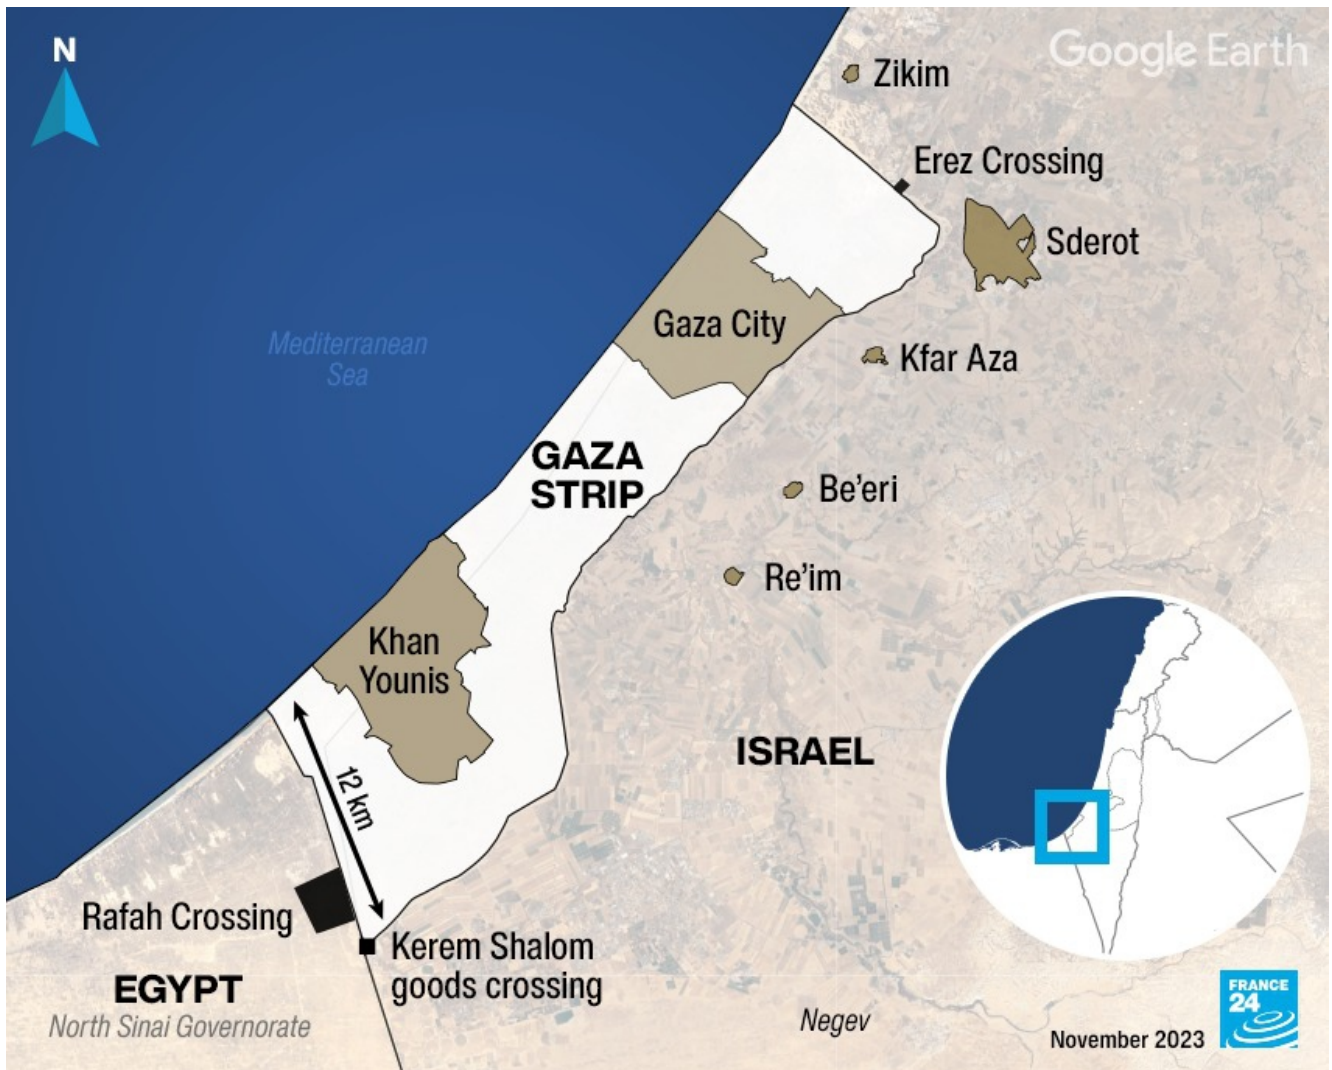 N
Google Earth
Zikim
Erez Crossing
Sderot
Gaza City
Kfar Aza
Mediterranean
Sea
GAZA
STRIP
Be’eri
Re’im
Khan
Younis
ISRAEL
12 km
Rafah Crossing
Kerem Shalom
goods crossing
EGYPT
North Sinai Governorate
Negev
November 2023
FRANCE
24